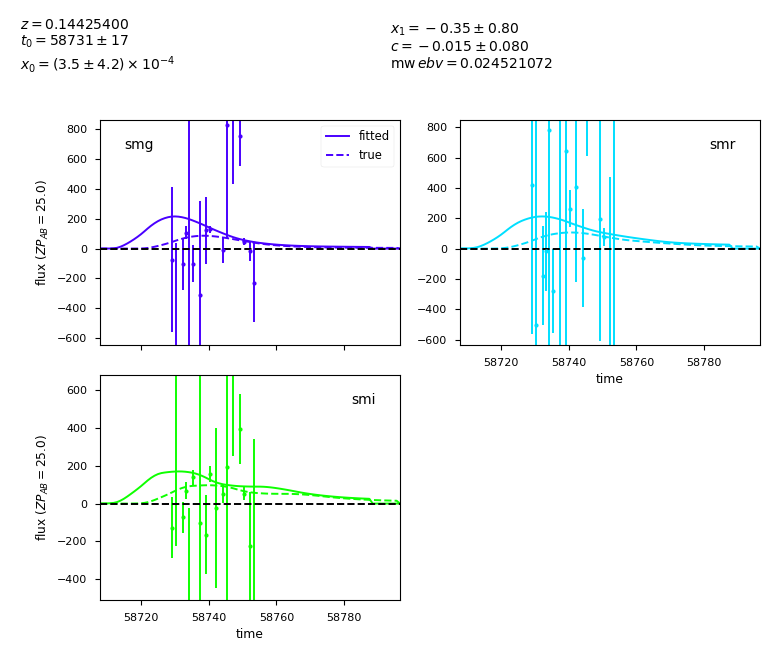 z = 0.14425400
t₀ = 58731 ± 17
x₀ = (3.5 ± 4.2) × 10⁻⁴
x₁ = −0.35 ± 0.80
c = −0.015 ± 0.080
mw ebv = 0.024521072
smg
fitted
true
800
600
400
200
0
−200
−400
−600
flux (ZP_AB = 25.0)
smr
800
600
400
200
0
−200
−400
−600
58720 58740 58760 58780
time
smi
600
400
200
0
−200
−400
flux (ZP_AB = 25.0)
58720 58740 58760 58780
time